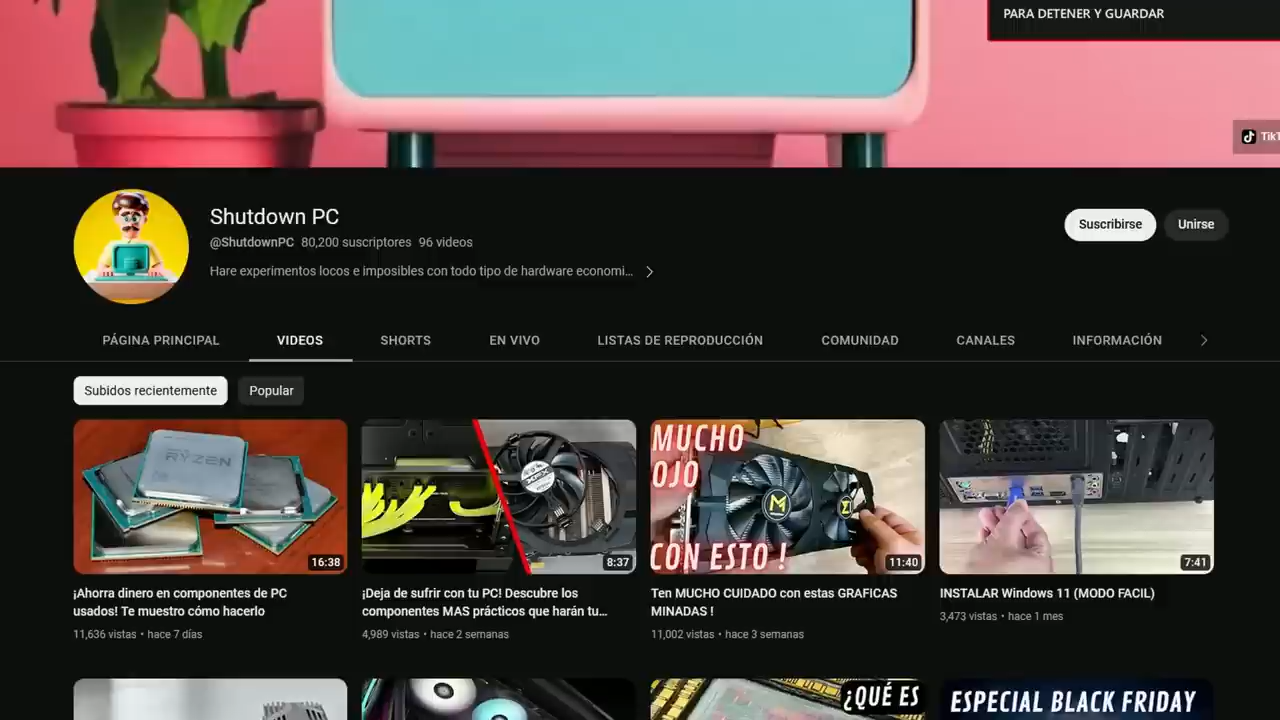 PARA DETENER Y GUARDAR
Shutdown PC
@ShutdownPC 80,200 suscriptores 96 videos
Hare experimentos locos e imposibles con todo tipo de hardware economi...
Suscribirse
Unirse
PÁGINA PRINCIPAL
VIDEOS
SHORTS
EN VIVO
LISTAS DE REPRODUCCIÓN
COMUNIDAD
CANALES
INFORMACIÓN
Subidos recientemente
Popular
RYZEN
16:38
8:37
MUCHO
OJO
CON ESTO !
11:40
7:41
¡Ahorra dinero en componentes de PC
usados! Te muestro cómo hacerlo
11,636 vistas • hace 7 días
¡Deja de sufrir con tu PC! Descubre los
componentes MAS prácticos que harán tu...
4,989 vistas • hace 2 semanas
Ten MUCHO CUIDADO con estas GRAFICAS
MINADAS !
11,002 vistas • hace 3 semanas
INSTALAR Windows 11 (MODO FACIL)
3,473 vistas • hace 1 mes
¿QUÉ ES
ESPECIAL BLACK FRIDAY